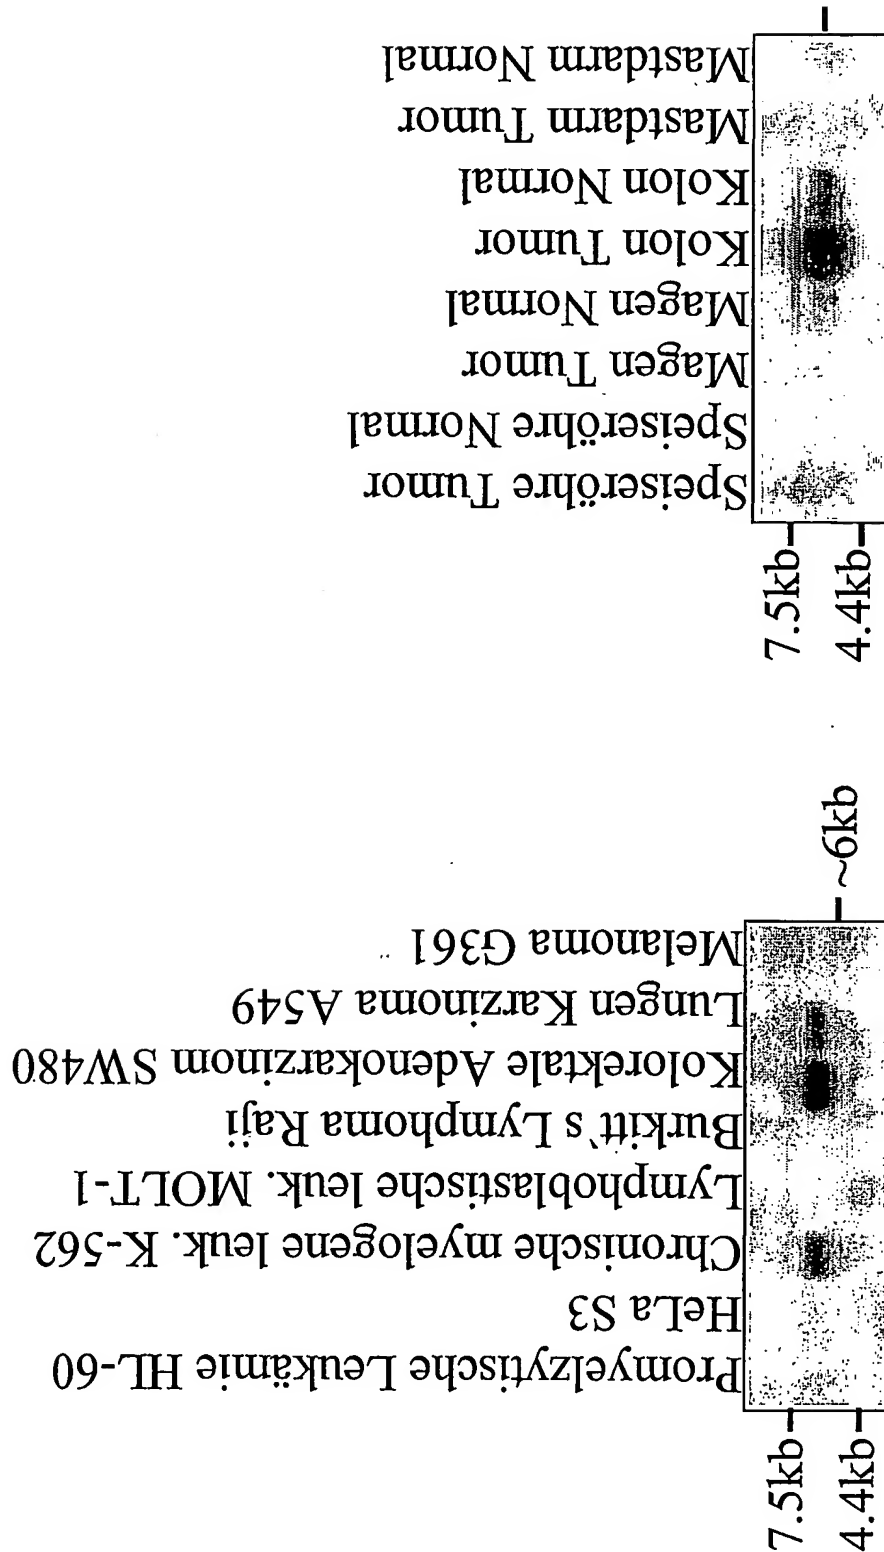 Mastdarm Normal
Mastdarm Tumor
Kolon Normal
Kolon Tumor
Magen Normal
Magen Tumor
Speiseröhre Normal
Speiseröhre Tumor
7.5kb
4.4kb
~6kb
Melanoma G361
Lungen Karzinoma A549
Kolorektale Adenokarzinom SW480
Burkitt`s Lymphoma Raji
Lymphoblastische leuk. MOLT-1
Chronische myelogene leuk. K-562
HeLa S3
Promyelzytische Leukämie HL-60
7.5kb
4.4kb